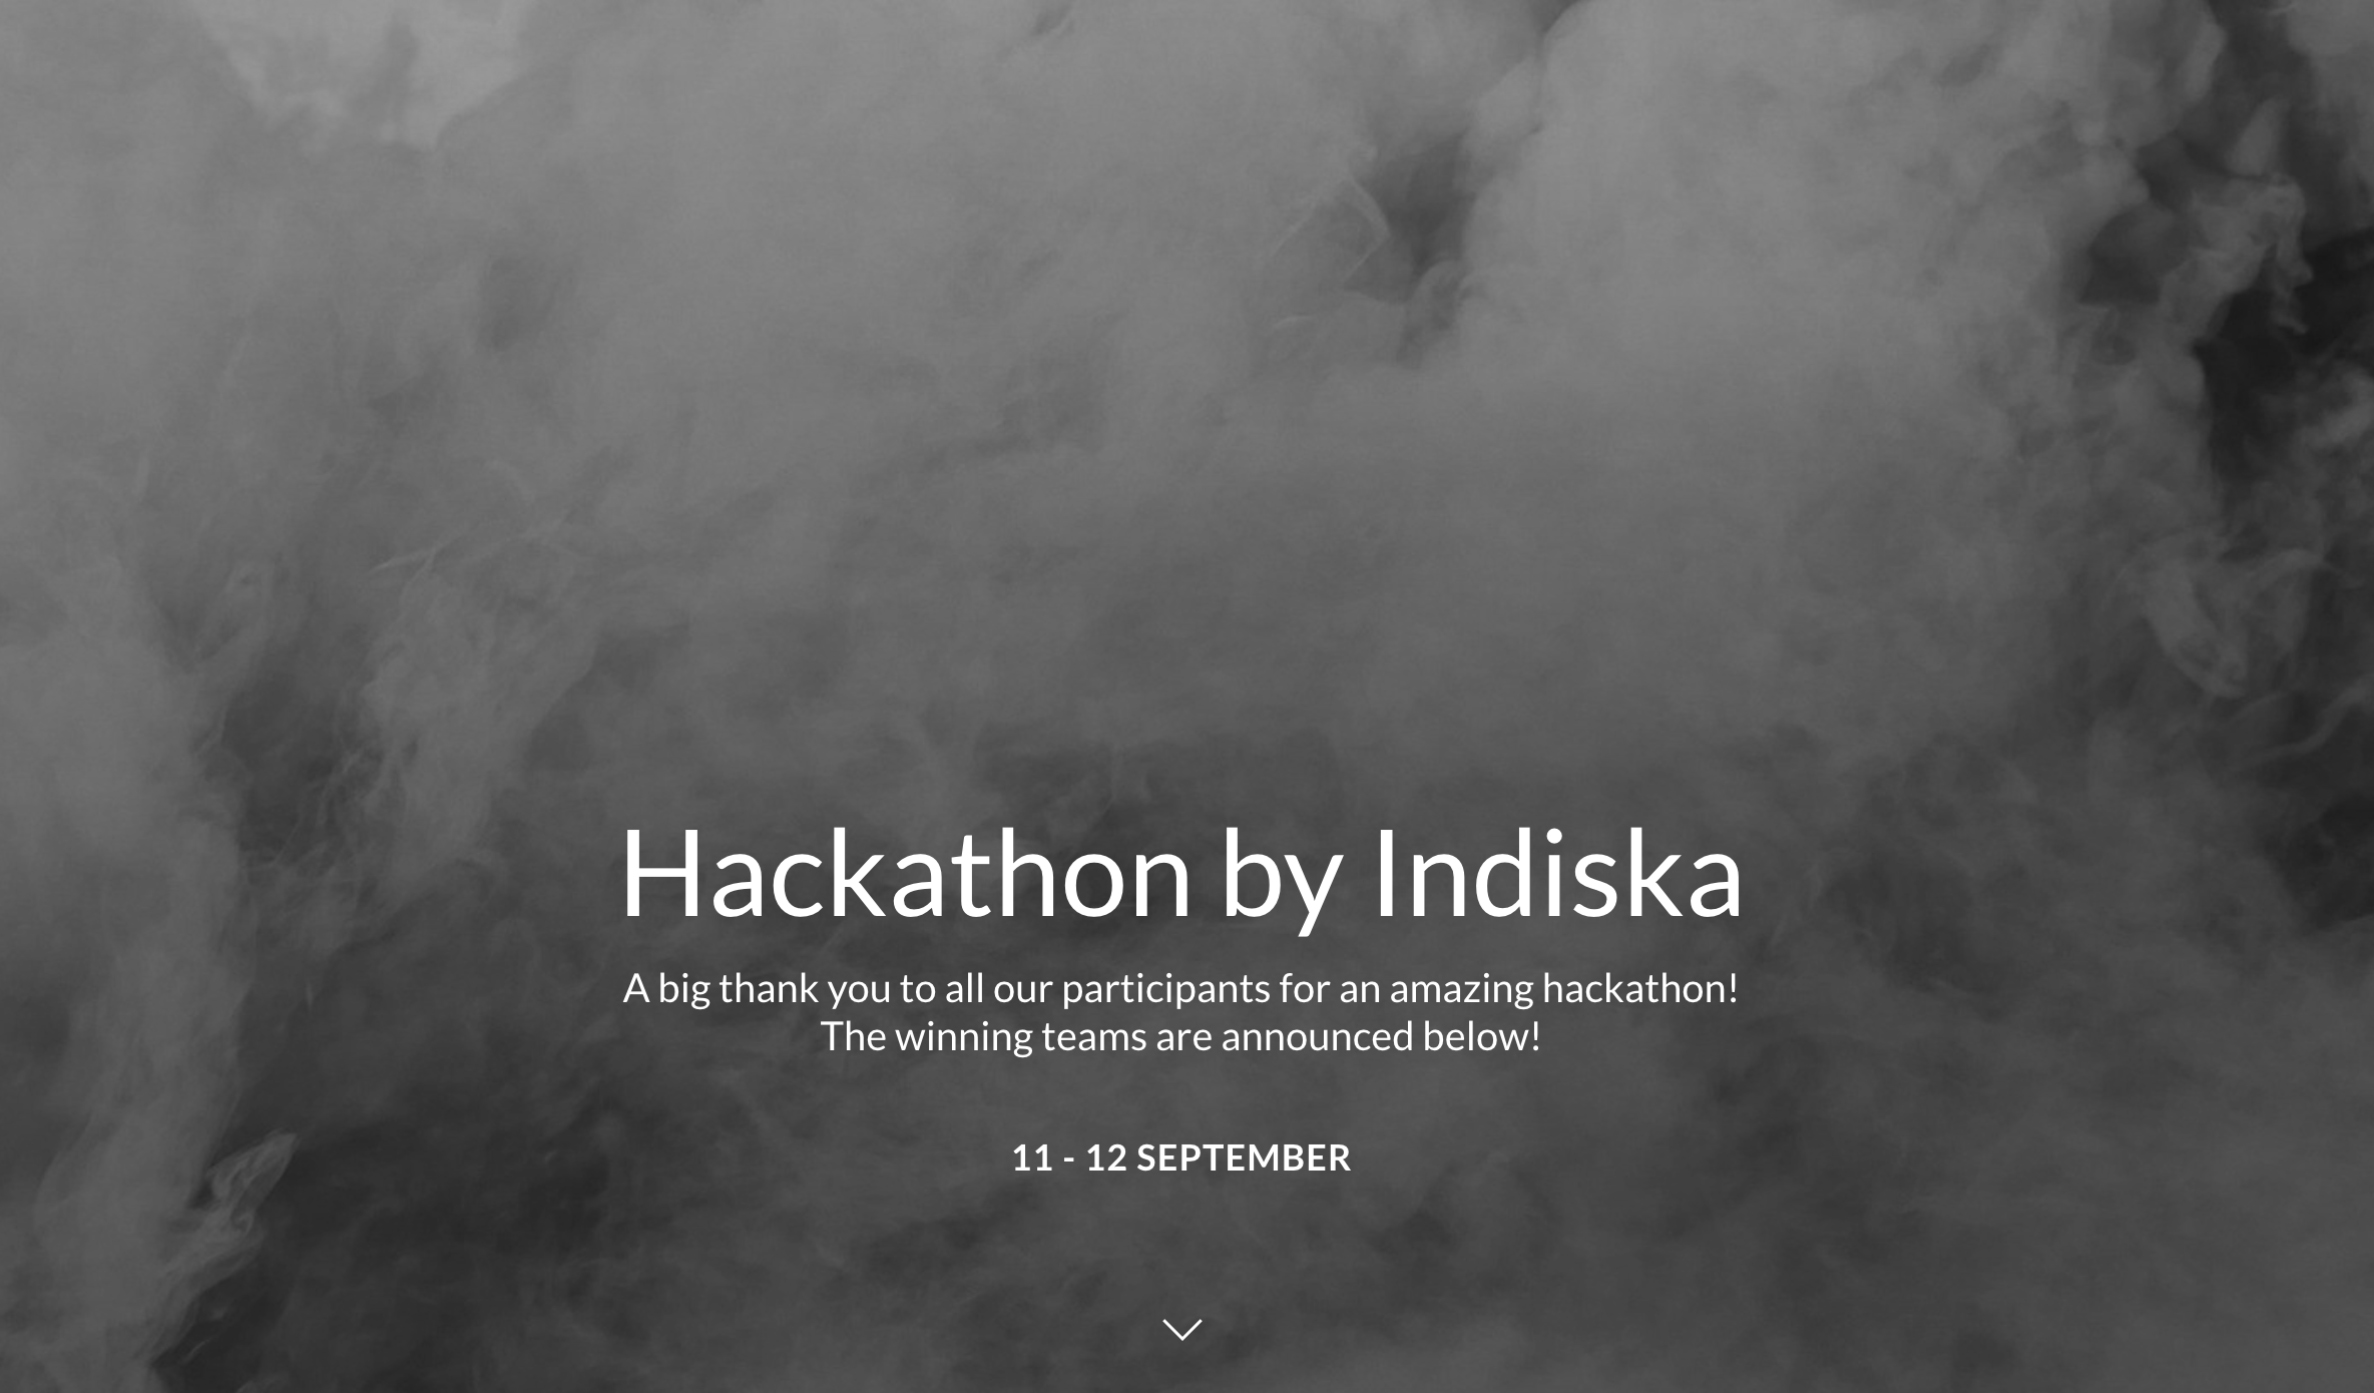 Hackathon by Indiska
A big thank you to all our participants for an amazing hackathon!
The winning teams are announced below!
11 - 12 SEPTEMBER